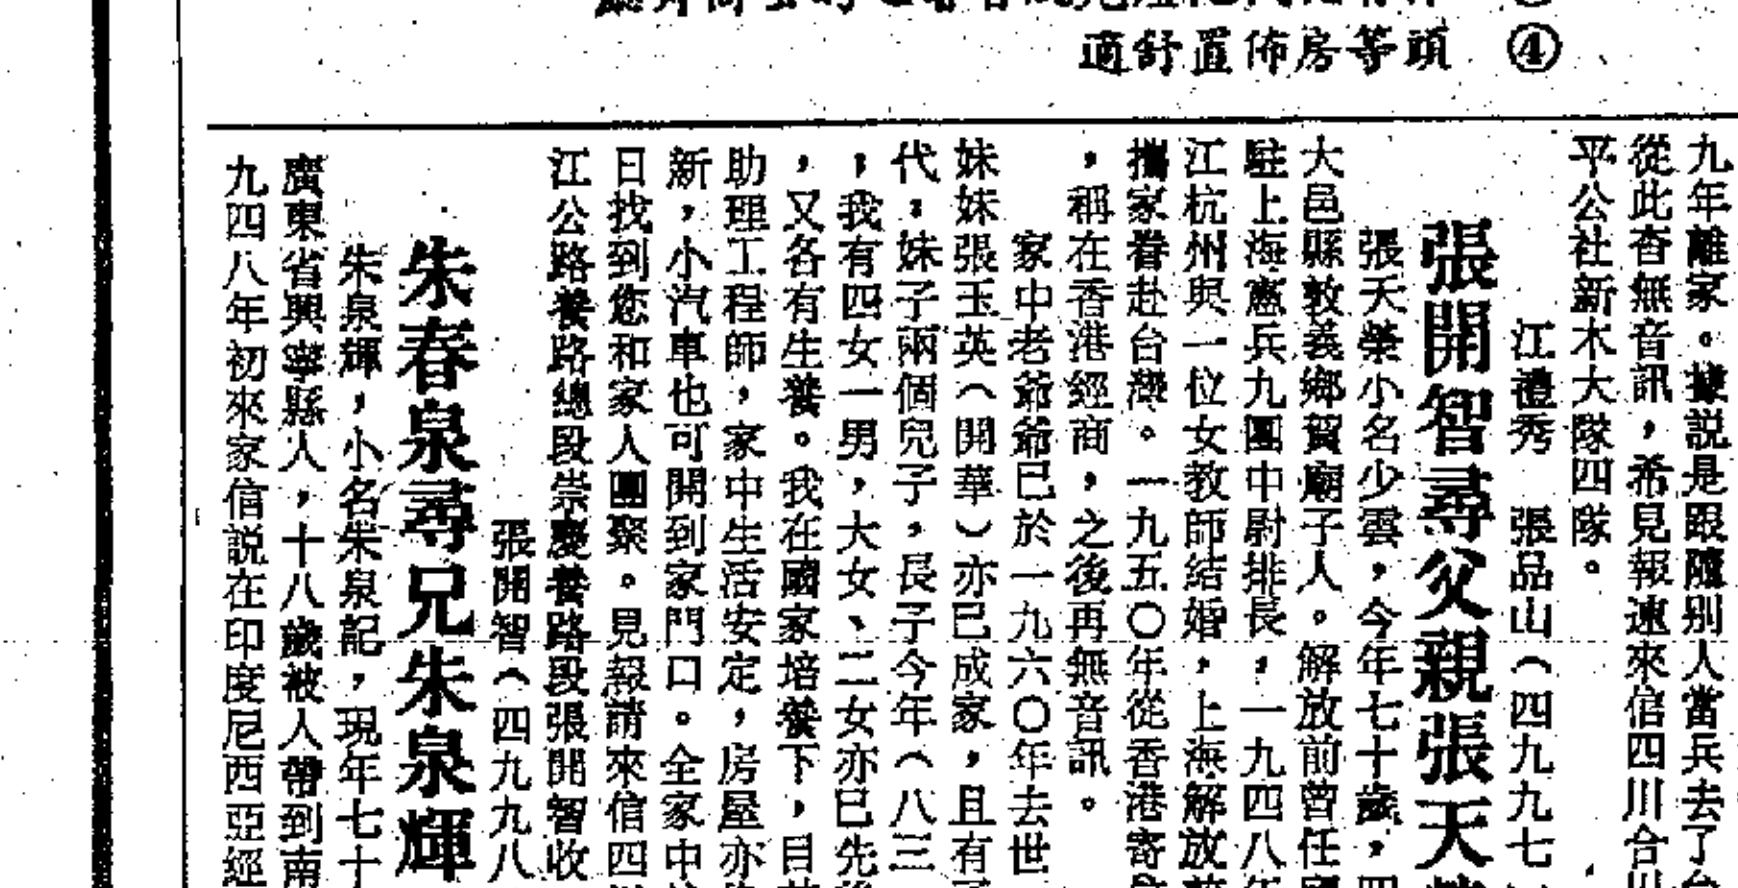 ④ 頭等房佈置舒適
九年離家。據説是跟隨别人當兵去了
從此杳無音訊，希見報速來信四川合川
平公社新木大隊四隊。
江禮秀　張品山（四九九七
張開智尋父親張天
張天榮小名少雲，今年七十歲，四
大邑縣敦義鄉賀廟子人。解放前曾任
駐上海憲兵九團中尉排長，一九四八年
江杭州與一位女教師結婚，上海解放
攜家眷赴台灣。一九五〇年從香港寄
，稱在香港經商，之後再無音訊。
家中老爺爺已於一九六〇年去世
妹妹張玉英（開華）亦已成家，且有
代：妹子兩個兒子，長子今年（八三
；我有四女一男，大女、二女亦已先
，又各有生養。我在國家培養下，目
助理工程師，家中生活安定，房屋亦
新，小汽車也可開到家門口。全家中
日找到您和家人團聚。見報請來信四
江公路養路總段崇慶養路段張開智收
張開智（四九九八
朱春泉尋兄朱泉輝
朱泉輝，小名朱泉記，現年七十
廣東省興寧縣人，十八歲被人帶到南
九四八年初來家信説在印度尼西亞經